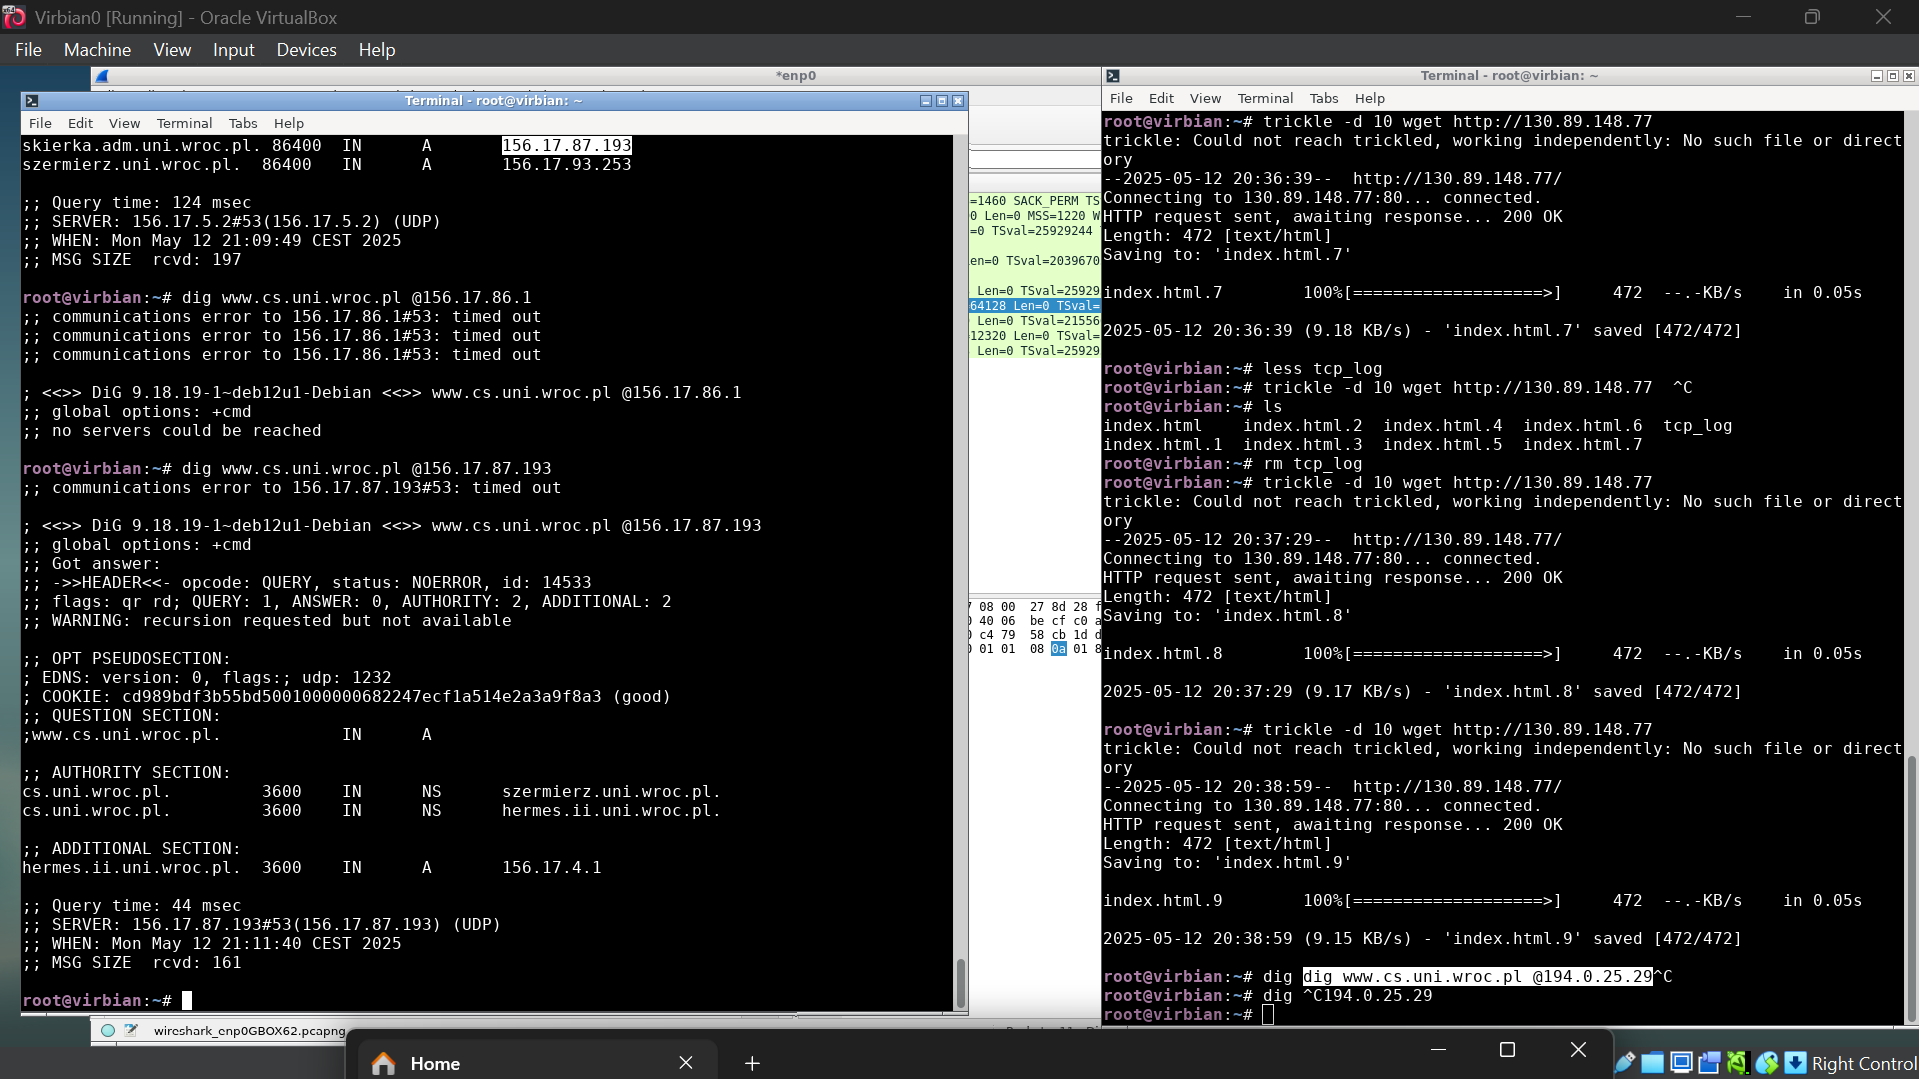 Virbian0 [Running] - Oracle VirtualBox
File Machine View Input Devices Help
*enp0
Terminal - root@virbian: ~
File Edit View Terminal Tabs Help
skierka.adm.uni.wroc.pl. 86400 IN A 156.17.87.193
szermierz.uni.wroc.pl. 86400 IN A 156.17.93.253
;; Query time: 124 msec
;; SERVER: 156.17.5.2#53(156.17.5.2) (UDP)
;; WHEN: Mon May 12 21:09:49 CEST 2025
;; MSG SIZE rcvd: 197
root@virbian:~# dig www.cs.uni.wroc.pl @156.17.86.1
;; communications error to 156.17.86.1#53: timed out
;; communications error to 156.17.86.1#53: timed out
;; communications error to 156.17.86.1#53: timed out
; <<>> DiG 9.18.19-1~deb12u1-Debian <<>> www.cs.uni.wroc.pl @156.17.86.1
;; global options: +cmd
;; no servers could be reached
root@virbian:~# dig www.cs.uni.wroc.pl @156.17.87.193
;; communications error to 156.17.87.193#53: timed out
; <<>> DiG 9.18.19-1~deb12u1-Debian <<>> www.cs.uni.wroc.pl @156.17.87.193
;; global options: +cmd
;; Got answer:
;; ->>HEADER<<- opcode: QUERY, status: NOERROR, id: 14533
;; flags: qr rd; QUERY: 1, ANSWER: 0, AUTHORITY: 2, ADDITIONAL: 2
;; WARNING: recursion requested but not available
;; OPT PSEUDOSECTION:
; EDNS: version: 0, flags:; udp: 1232
; COOKIE: cd989bdf3b55bd5001000000682247ecf1a514e2a3a9f8a3 (good)
;; QUESTION SECTION:
;www.cs.uni.wroc.pl. IN A
;; AUTHORITY SECTION:
cs.uni.wroc.pl. 3600 IN NS szermierz.uni.wroc.pl.
cs.uni.wroc.pl. 3600 IN NS hermes.ii.uni.wroc.pl.
;; ADDITIONAL SECTION:
hermes.ii.uni.wroc.pl. 3600 IN A 156.17.4.1
;; Query time: 44 msec
;; SERVER: 156.17.87.193#53(156.17.87.193) (UDP)
;; WHEN: Mon May 12 21:11:40 CEST 2025
;; MSG SIZE rcvd: 161
root@virbian:~#
=1460 SACK_PERM TS
0 Len=0 MSS=1220 W
=0 TSval=25929244
en=0 TSval=2039670
Len=0 TSval=25929
64128 Len=0 TSval=
Len=0 TSval=21556
12320 Len=0 TSval=
Len=0 TSval=25929
08 00 27 8d 28 f
40 06 be cf c0 a
c4 79 58 cb 1d d
01 01 08 0a 01 8
wireshark_enp0GBOX62.pcapng
Terminal - root@virbian: ~
File Edit View Terminal Tabs Help
root@virbian:~# trickle -d 10 wget http://130.89.148.77
trickle: Could not reach trickled, working independently: No such file or direct
ory
--2025-05-12 20:36:39-- http://130.89.148.77/
Connecting to 130.89.148.77:80... connected.
HTTP request sent, awaiting response... 200 OK
Length: 472 [text/html]
Saving to: 'index.html.7'
index.html.7 100%[===================>] 472 --.-KB/s in 0.05s
2025-05-12 20:36:39 (9.18 KB/s) - 'index.html.7' saved [472/472]
root@virbian:~# less tcp_log
root@virbian:~# trickle -d 10 wget http://130.89.148.77 ^C
root@virbian:~# ls
index.html index.html.2 index.html.4 index.html.6 tcp_log
index.html.1 index.html.3 index.html.5 index.html.7
root@virbian:~# rm tcp_log
root@virbian:~# trickle -d 10 wget http://130.89.148.77
trickle: Could not reach trickled, working independently: No such file or direct
ory
--2025-05-12 20:37:29-- http://130.89.148.77/
Connecting to 130.89.148.77:80... connected.
HTTP request sent, awaiting response... 200 OK
Length: 472 [text/html]
Saving to: 'index.html.8'
index.html.8 100%[===================>] 472 --.-KB/s in 0.05s
2025-05-12 20:37:29 (9.17 KB/s) - 'index.html.8' saved [472/472]
root@virbian:~# trickle -d 10 wget http://130.89.148.77
trickle: Could not reach trickled, working independently: No such file or direct
ory
--2025-05-12 20:38:59-- http://130.89.148.77/
Connecting to 130.89.148.77:80... connected.
HTTP request sent, awaiting response... 200 OK
Length: 472 [text/html]
Saving to: 'index.html.9'
index.html.9 100%[===================>] 472 --.-KB/s in 0.05s
2025-05-12 20:38:59 (9.15 KB/s) - 'index.html.9' saved [472/472]
root@virbian:~# dig dig www.cs.uni.wroc.pl @194.0.25.29^C
root@virbian:~# dig ^C194.0.25.29
root@virbian:~#
Home
Right Control